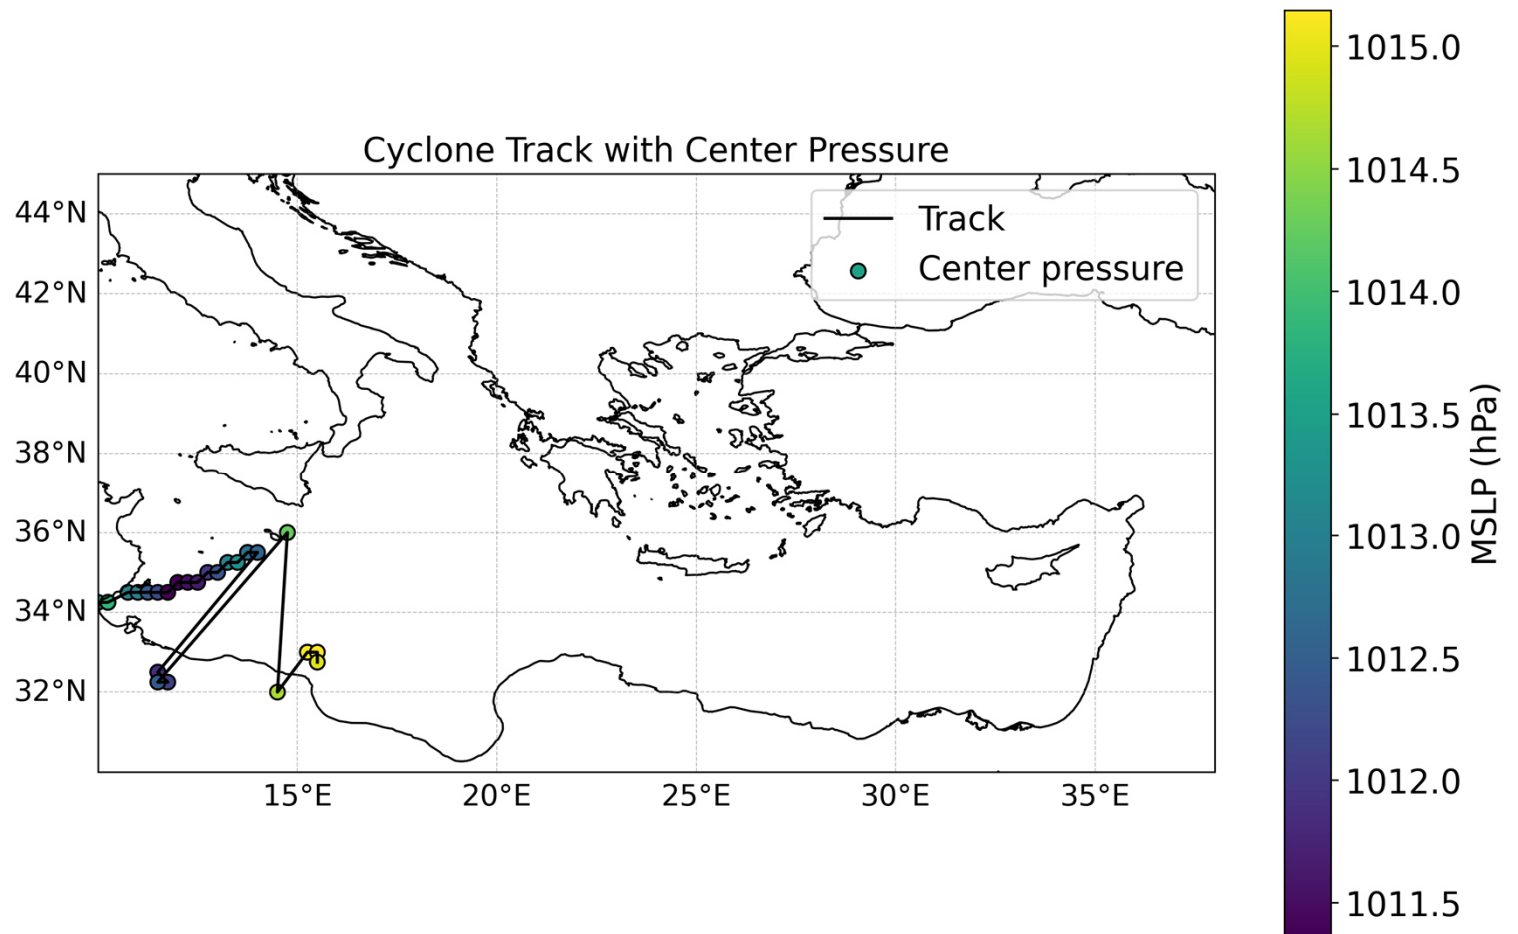 Cyclone Track with Center Pressure
Track
Center pressure
44°N
42°N
40°N
38°N
36°N
34°N
32°N
15°E
20°E
25°E
30°E
35°E
1015.0
1014.5
1014.0
1013.5
1013.0
1012.5
1012.0
1011.5
MSLP (hPa)